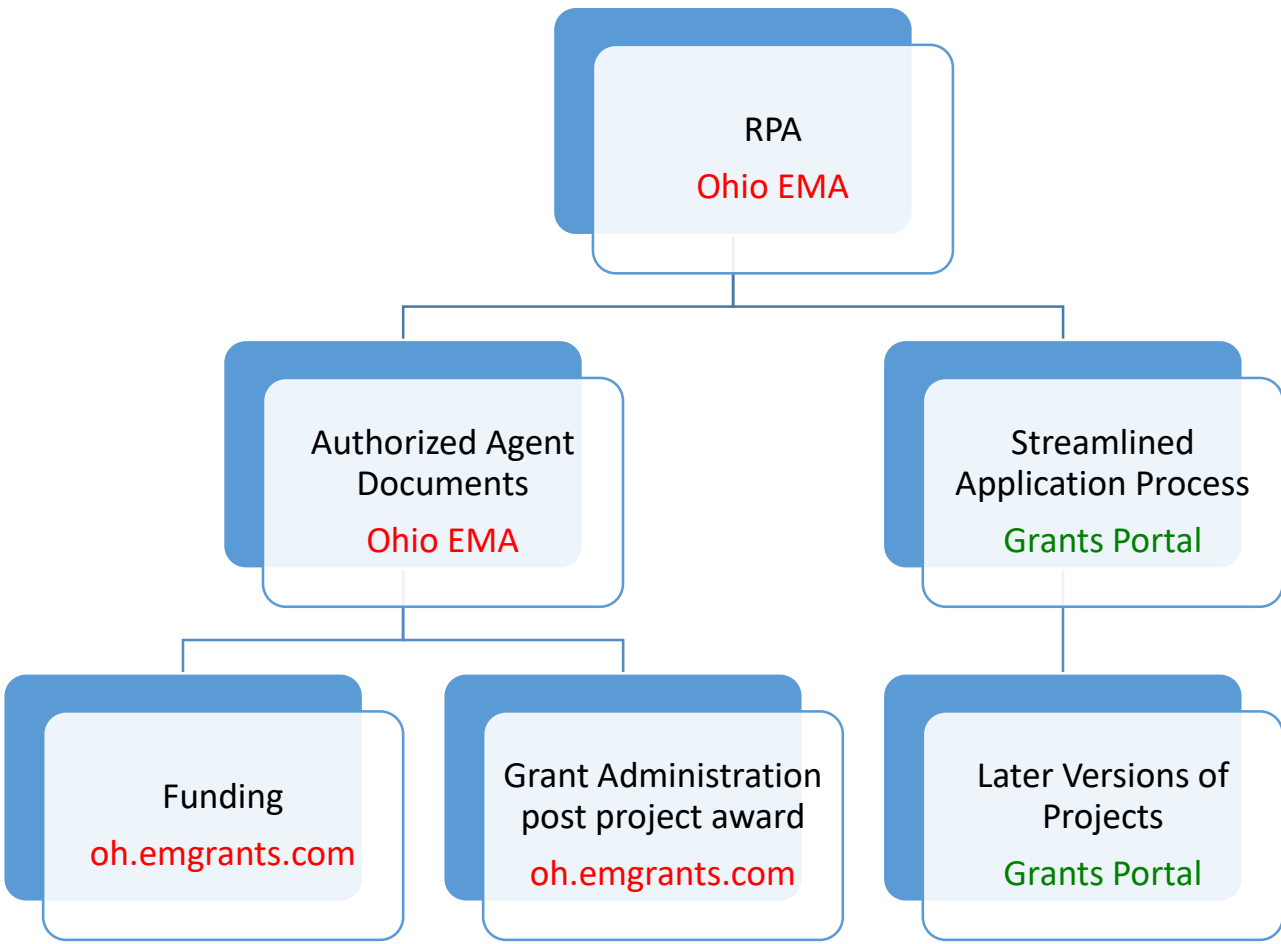 RPA
Ohio EMA
Authorized Agent
Documents
Ohio EMA
Streamlined
Application Process
Grants Portal
Funding
oh.emgrants.com
Grant Administration
post project award
oh.emgrants.com
Later Versions of
Projects
Grants Portal